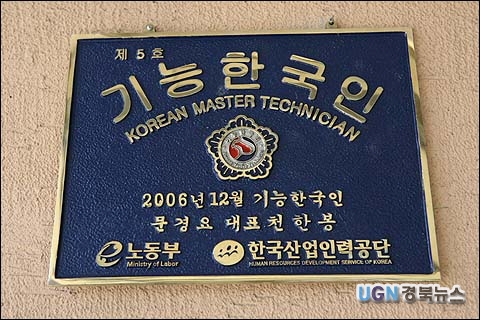 제 5 호
기능한국인
KOREAN MASTER TECHNICIAN
2006년 12월 기능한국인
문경요 대표천한봉
노동부
Ministry of Labor
한국산업인력공단
HUMAN RESOURCES DEVELOPMENT SERVICE OF KOREA
UGN경북뉴스